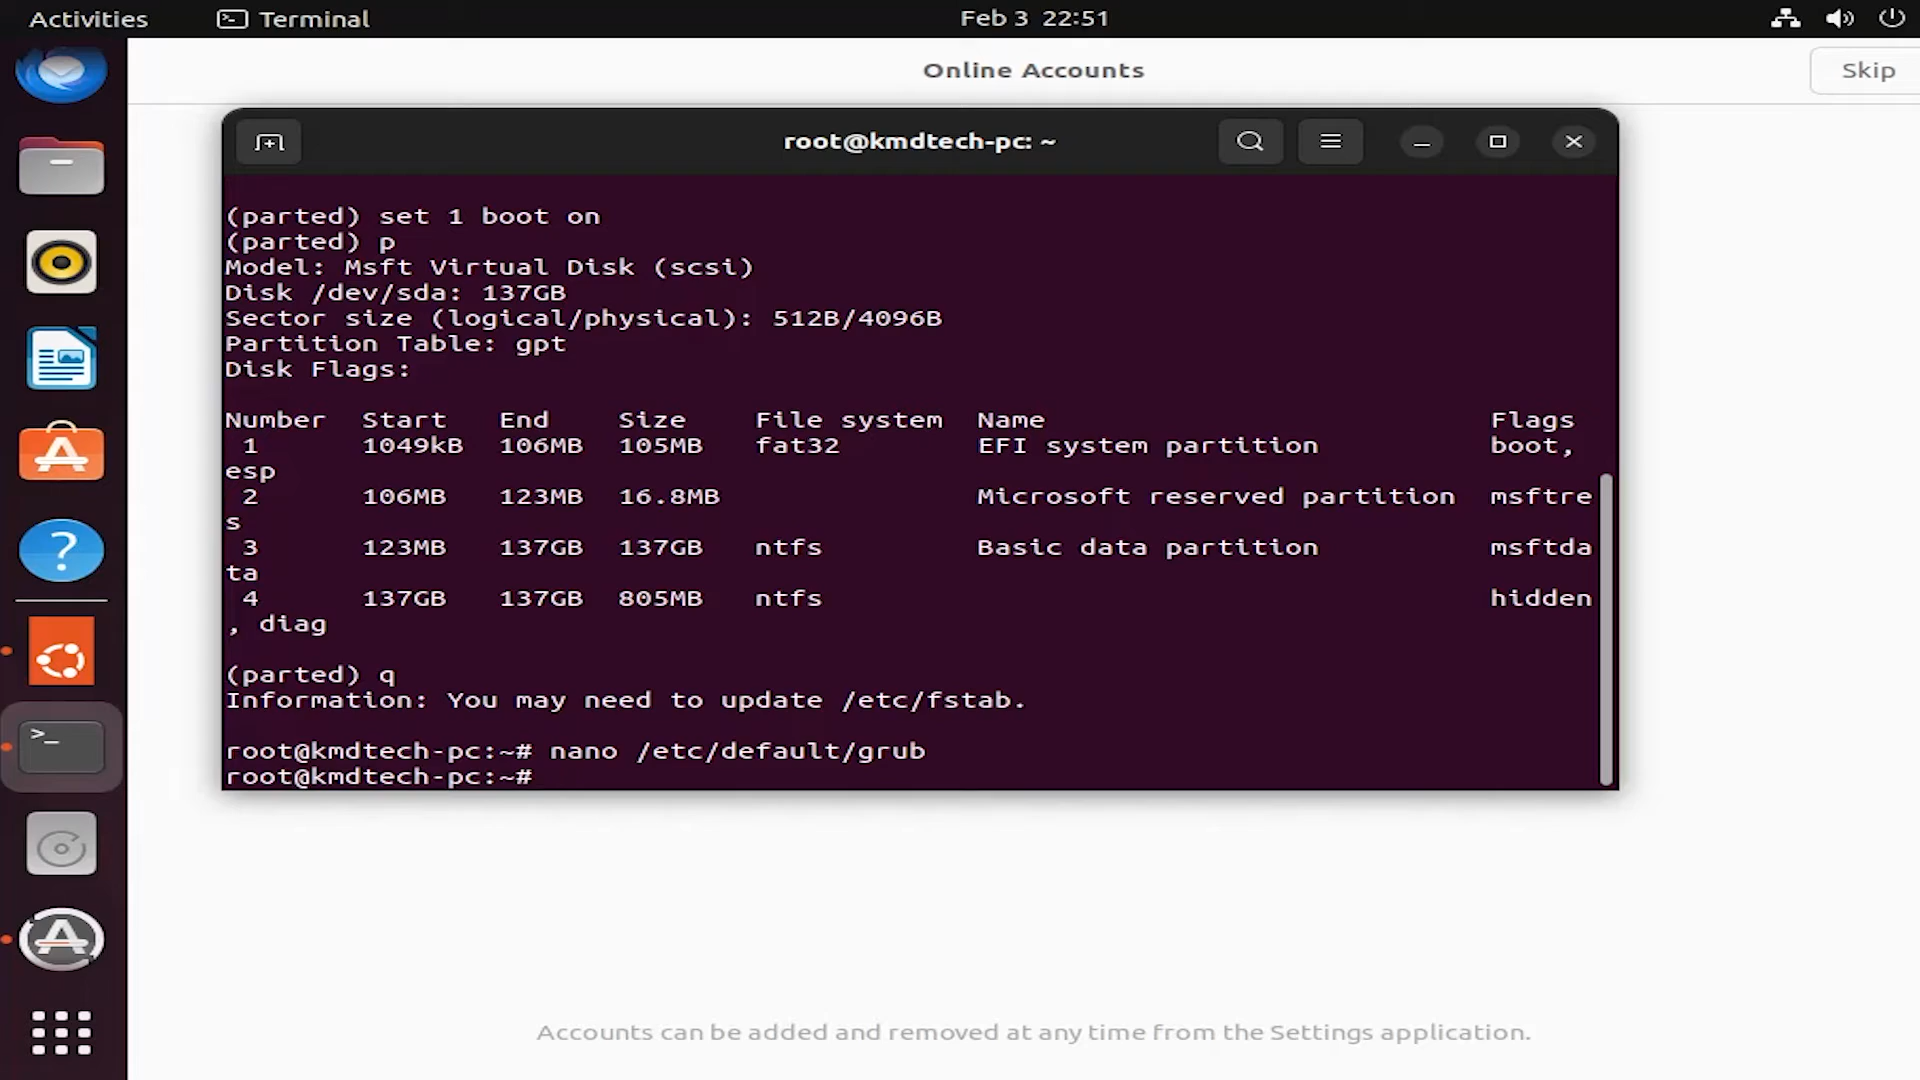 Activities
Terminal
Feb 3 22:51
Online Accounts
Skip
root@kmdtech-pc: ~
(parted) set 1 boot on
(parted) p
Model: Msft Virtual Disk (scsi)
Disk /dev/sda: 137GB
Sector size (logical/physical): 512B/4096B
Partition Table: gpt
Disk Flags:
Number Start End Size File system Name Flags
1 1049kB 106MB 105MB fat32 EFI system partition boot,
esp
2 106MB 123MB 16.8MB Microsoft reserved partition msftre
s
3 123MB 137GB 137GB ntfs Basic data partition msftda
ta
4 137GB 137GB 805MB ntfs hidden
, diag
(parted) q
Information: You may need to update /etc/fstab.
root@kmdtech-pc:~# nano /etc/default/grub
root@kmdtech-pc:~#
Accounts can be added and removed at any time from the Settings application.